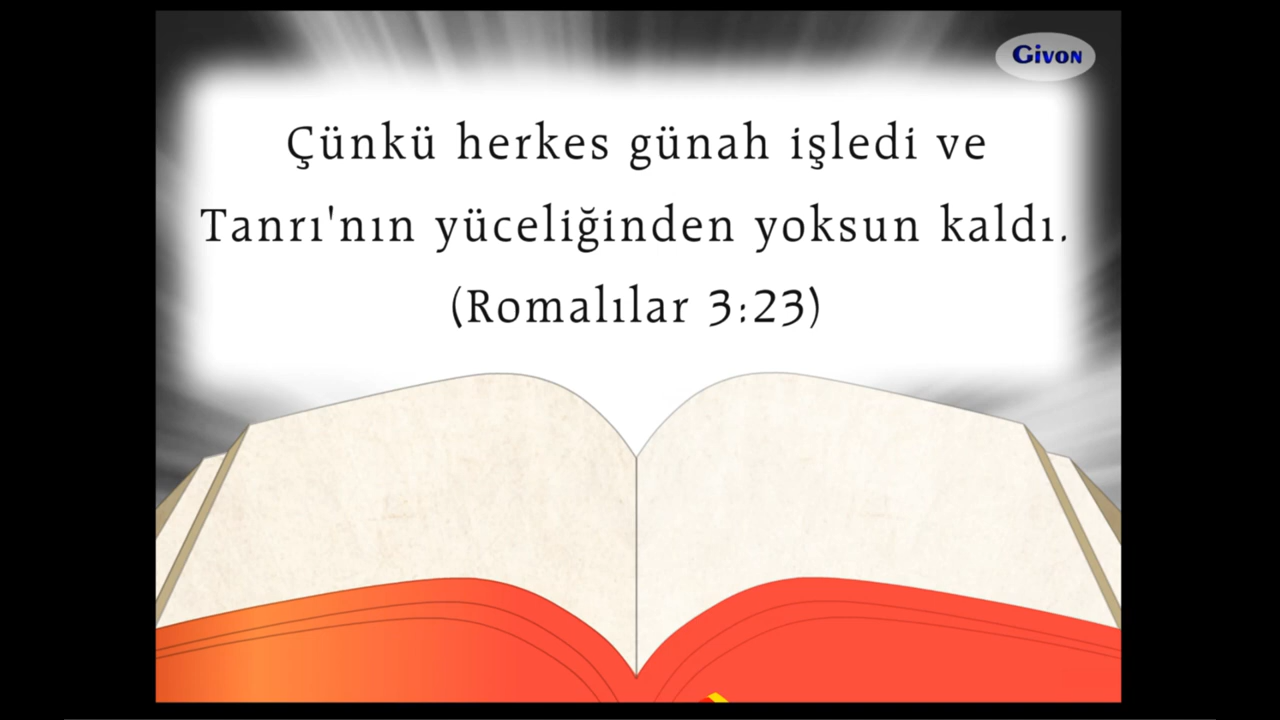 Givon
Çünkü herkes günah işledi ve
Tanrı'nın yüceliğinden yoksun kaldı.
(Romalılar 3:23)